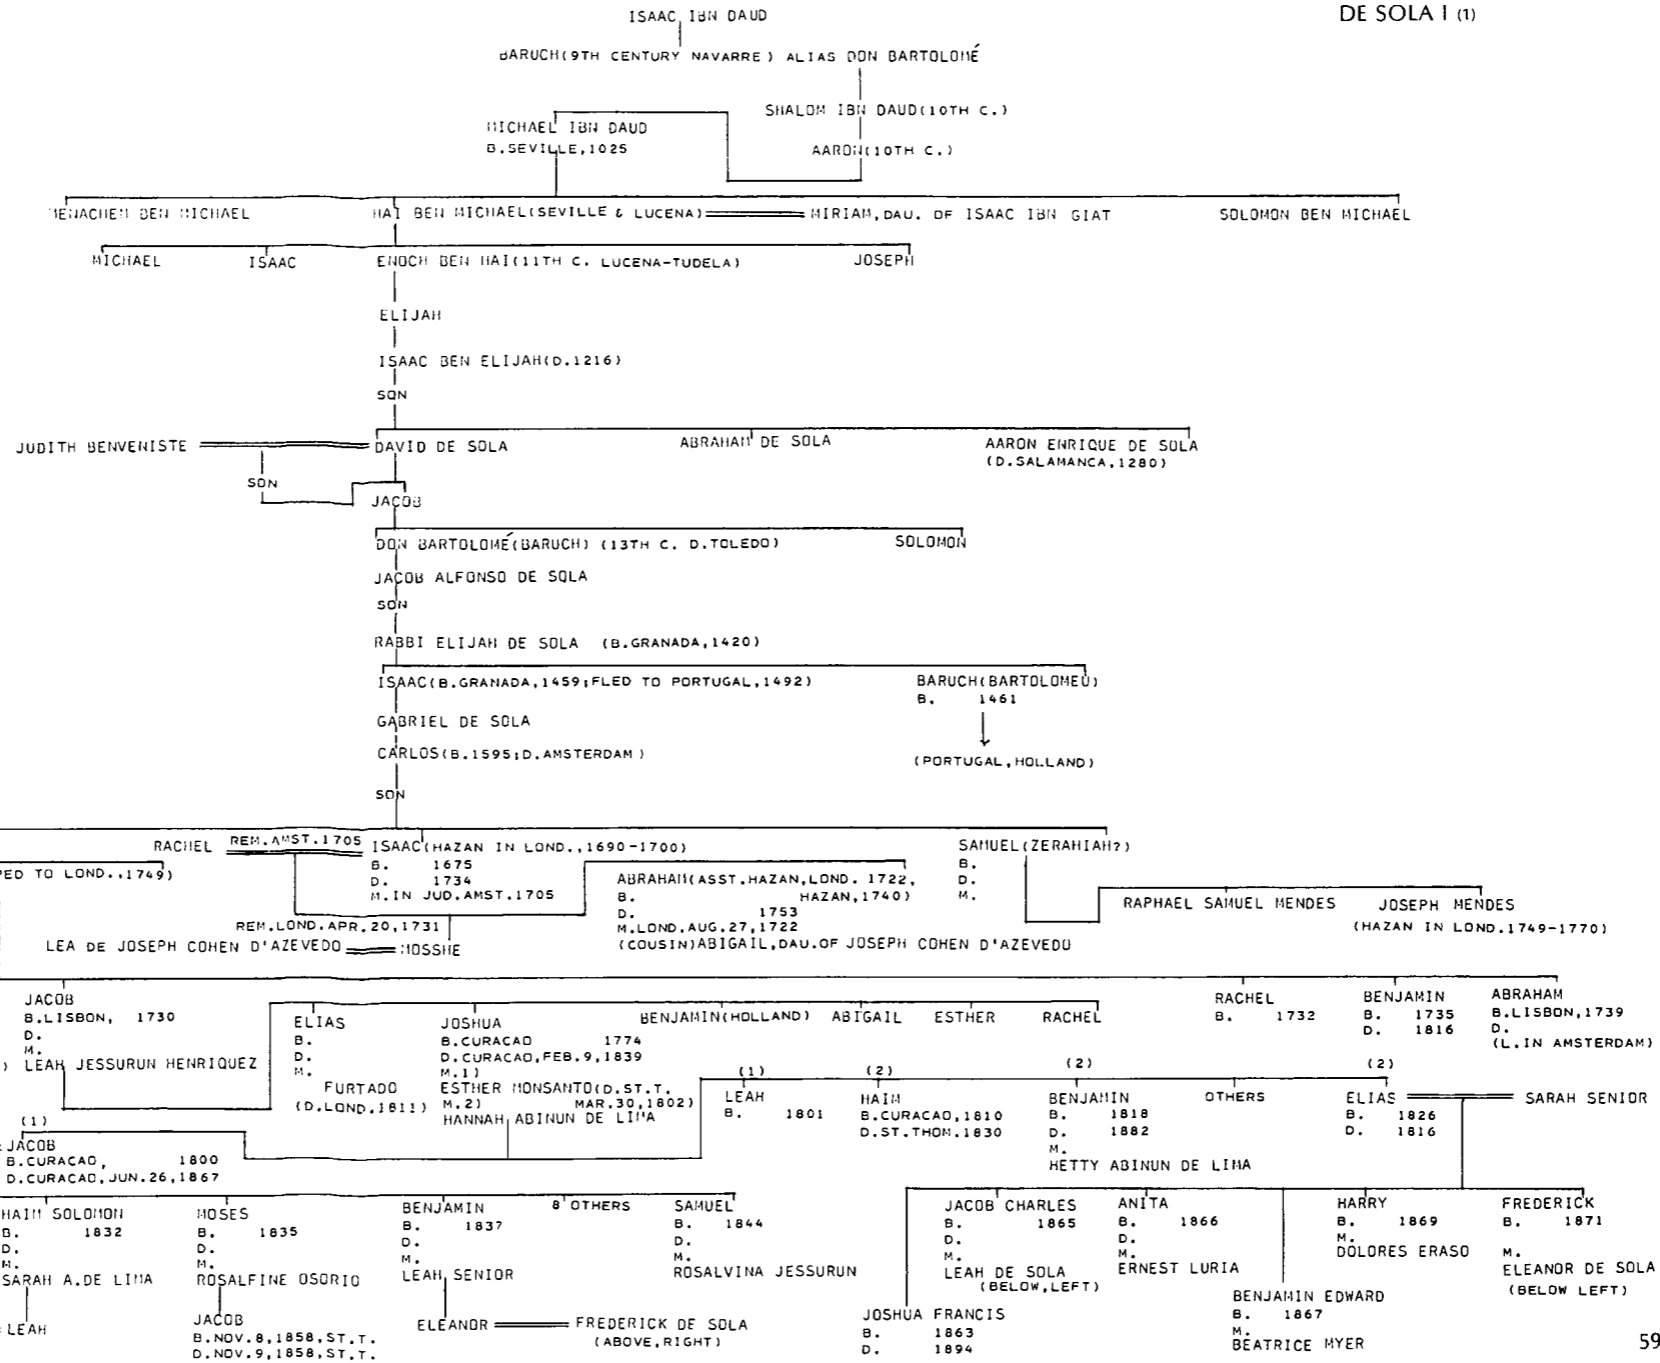 DE SOLA I (1)
ISAAC IBN DAUD
BARUCH(9TH CENTURY NAVARRE) ALIAS DON BARTOLOMÉ
SHALOM IBN DAUD(10TH C.)
MICHAEL IBN DAUD
B.SEVILLE,1025
AARON(10TH C.)
MENACHEM BEN MICHAEL
HAI BEN MICHAEL(SEVILLE & LUCENA)
MIRIAM,DAU. OF ISAAC IBN GIAT
SOLOMON BEN MICHAEL
MICHAEL
ISAAC
ENOCH BEN HAI(11TH C. LUCENA-TUDELA)
JOSEPH
ELIJAH
ISAAC BEN ELIJAH(D.1216)
SON
JUDITH BENVENISTE
DAVID DE SOLA
ABRAHAM DE SOLA
AARON ENRIQUE DE SOLA
(D.SALAMANCA,1280)
SON
JACOB
DON BARTOLOMÉ(BARUCH) (13TH C. D.TOLEDO)
SOLOMON
JACOB ALFONSO DE SOLA
SON
RABBI ELIJAH DE SOLA (B.GRANADA,1420)
ISAAC(B.GRANADA,1459;FLED TO PORTUGAL,1492)
BARUCH(BARTOLOMEU)
B. 1461
GABRIEL DE SOLA
CARLOS(B.1595;D.AMSTERDAM)
(PORTUGAL,HOLLAND)
SON
RACHEL
REM.AMST.1705
ISAAC(HAZAN IN LOND.,1690-1700)
B. 1675
D. 1734
M.IN JUD.AMST.1705
SAMUEL(ZERAHIAH?)
B.
D.
M.
PED TO LOND.,1749)
ABRAHAM(ASST.HAZAN,LOND. 1722,
B. HAZAN,1740)
D. 1753
M.LOND.AUG.27,1722
(COUSIN)ABIGAIL,DAU.OF JOSEPH COHEN D'AZEVEDO
RAPHAEL SAMUEL MENDES
JOSEPH MENDES
(HAZAN IN LOND.1749-1770)
REM.LOND.APR.20,1731
LEA DE JOSEPH COHEN D'AZEVEDO
MOSSHE
JACOB
B.LISBON, 1730
D.
M.
) LEAH JESSURUN HENRIQUEZ
ELIAS
B.
D.
M.
FURTADO
(D.LOND.1811)
JOSHUA
B.CURACAO 1774
D.CURACAO,FEB.9,1839
M.1)
ESTHER MONSANTO(D.ST.T.
M.2) MAR.30,1802)
HANNAH ABINUN DE LIMA
BENJAMIN(HOLLAND)
ABIGAIL
ESTHER
RACHEL
RACHEL
B. 1732
BENJAMIN
B. 1735
D. 1816
ABRAHAM
B.LISBON,1739
D.
(L.IN AMSTERDAM)
(1)
JACOB
B.CURACAO, 1800
D.CURACAO,JUN.26,1867
(1)
LEAH
B. 1801
(2)
HAIM
B.CURACAO,1810
D.ST.THOM.1830
(2)
BENJAMIN
B. 1818
D. 1882
M.
HETTY ABINUN DE LIMA
OTHERS
(2)
ELIAS
B. 1826
D. 1816
SARAH SENIOR
HAIM SOLOMON
B. 1832
D.
M.
SARAH A.DE LIMA
LEAH
MOSES
B. 1835
D.
M.
ROSALFINE OSORIO
JACOB
B.NOV.8,1858,ST.T.
D.NOV.9,1858,ST.T.
BENJAMIN
B. 1837
D.
M.
LEAH SENIOR
ELEANOR
FREDERICK DE SOLA
(ABOVE,RIGHT)
8 OTHERS
SAMUEL
B. 1844
D.
M.
ROSALVINA JESSURUN
JOSHUA FRANCIS
B. 1863
D. 1894
JACOB CHARLES
B. 1865
D.
M.
LEAH DE SOLA
(BELOW,LEFT)
ANITA
B. 1866
D.
M.
ERNEST LURIA
BENJAMIN EDWARD
B. 1867
M.
BEATRICE MYER
HARRY
B. 1869
M.
DOLORES ERASO
FREDERICK
B. 1871
M.
ELEANOR DE SOLA
(BELOW LEFT)
59